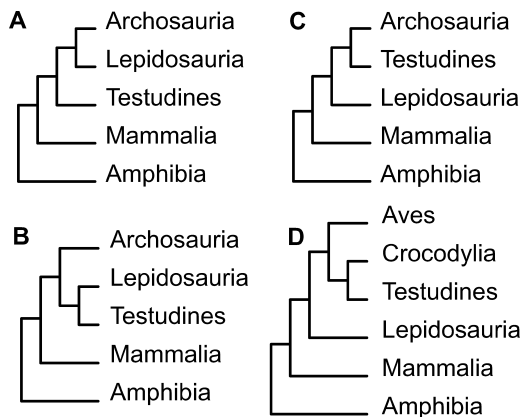 A
Archosauria
Lepidosauria
Testudines
Mammalia
Amphibia
C
Archosauria
Testudines
Lepidosauria
Mammalia
Amphibia
B
Archosauria
Lepidosauria
Testudines
Mammalia
Amphibia
D
Aves
Crocodylia
Testudines
Lepidosauria
Mammalia
Amphibia